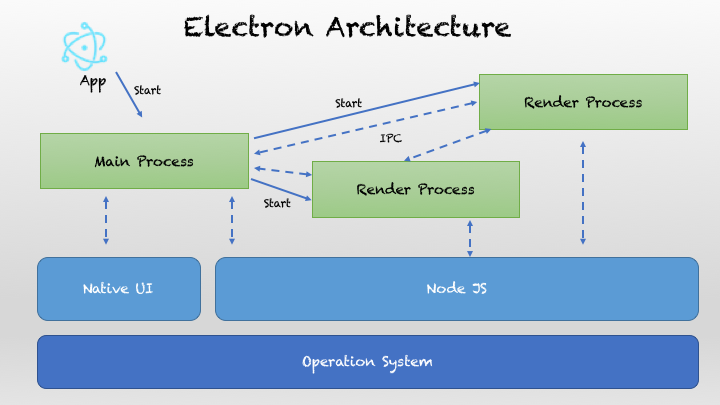 Electron Architecture
App
Start
Start
Render Process
IPC
Main Process
Render Process
Start
Native UI
Node JS
Operation System